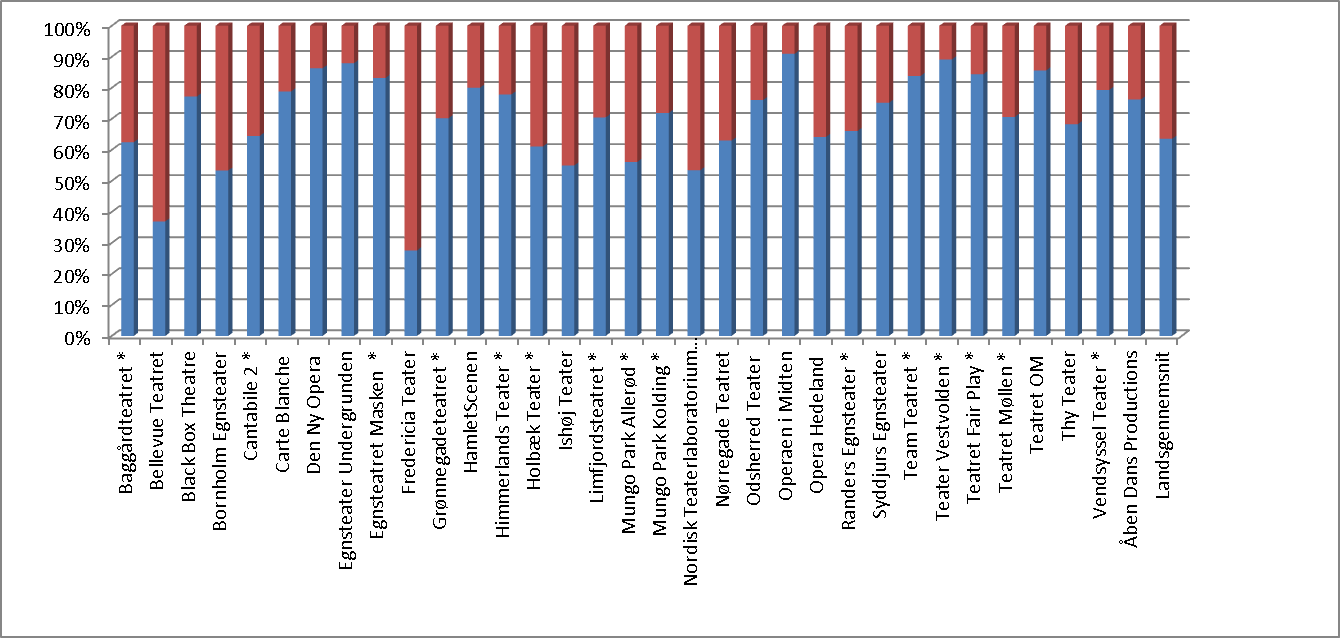 100%
90%
80%
70%
60%
50%
40%
30%
20%
10%
0%
Baggårdteatret *
Bellevue Teatret
Black Box Theatre
Bornholm Egnsteater
Cantabile 2 *
Carte Blanche
Den Ny Opera
Egnsteater Undergrunden
Egnsteatret Masken *
Fredericia Teater
Grønnegadeteatret *
HamletScenen
Himmerlands Teater *
Holbæk Teater *
Ishøj Teater
Limfjordsteatret *
Mungo Park Allerød *
Mungo Park Kolding *
Nordisk Teaterlaboratorium...
Nørregade Teatret
Odsherred Teater
Operaen i Midten
Opera Hedeland
Randers Egnsteater *
Syddjurs Egnsteater
Team Teatret *
Teater Vestvolden *
Teatret Fair Play *
Teatret Møllen *
Teatret OM
Thy Teater
Vendsyssel Teater *
Åben Dans Productions
Landsgennemsnit